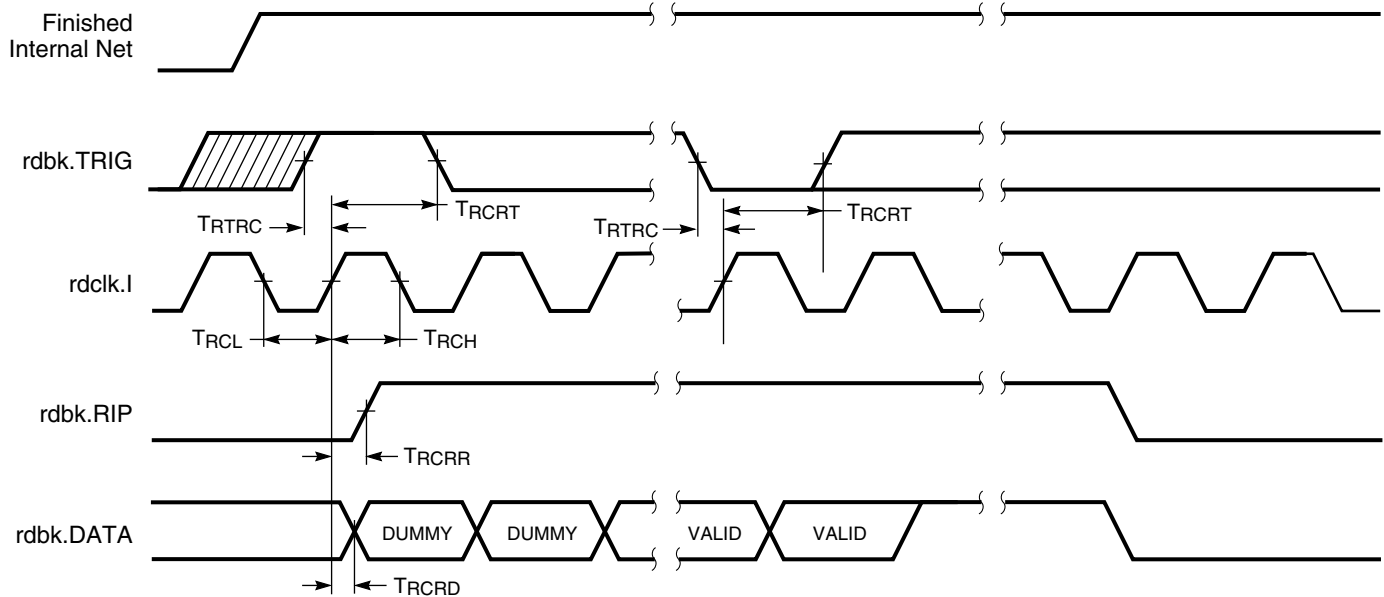 Finished
Internal Net
rdbk.TRIG
TRTRC
TRCRT
TRTRC
TRCRT
rdclk.I
TRCL
TRCH
rdbk.RIP
TRCRR
rdbk.DATA
DUMMY
DUMMY
VALID
VALID
TRCRD